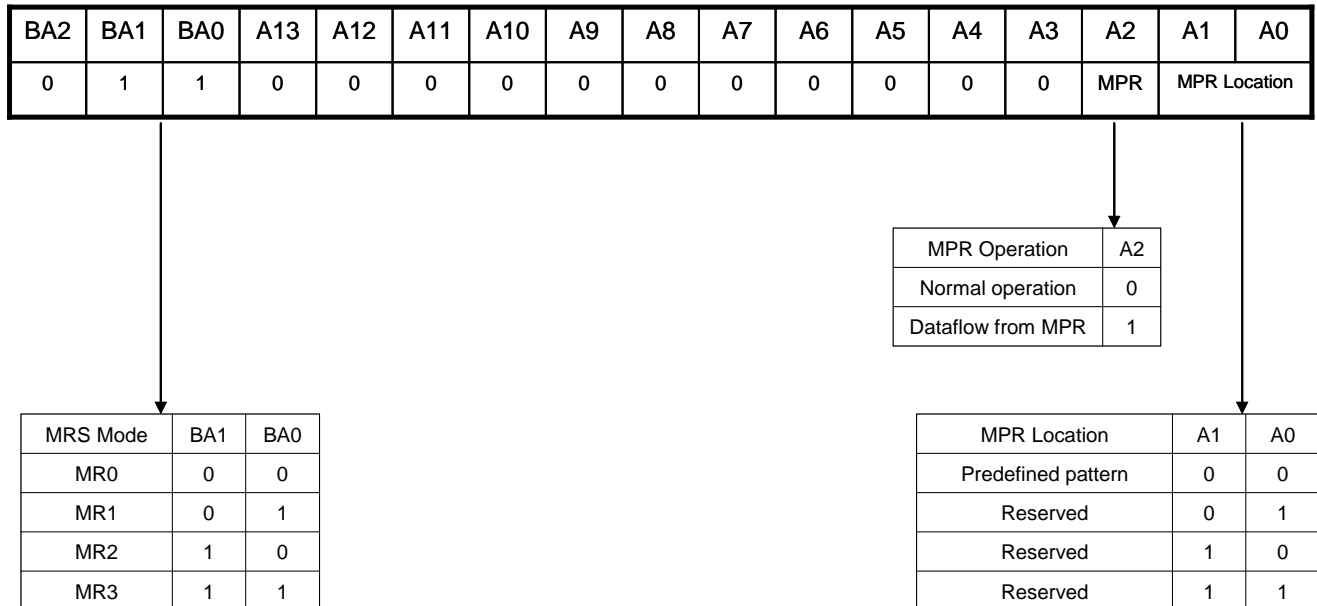 BA2 BA1 BA0 A13 A12 A11 A10 A9 A8 A7 A6 A5 A4 A3 A2 A1 A0
0 1 1 0 0 0 0 0 0 0 0 0 0 0 MPR MPR Location
MPR Operation A2
Normal operation 0
Dataflow from MPR 1
MRS Mode BA1 BA0
MR0 0 0
MR1 0 1
MR2 1 0
MR3 1 1
MPR Location A1 A0
Predefined pattern 0 0
Reserved 0 1
Reserved 1 0
Reserved 1 1